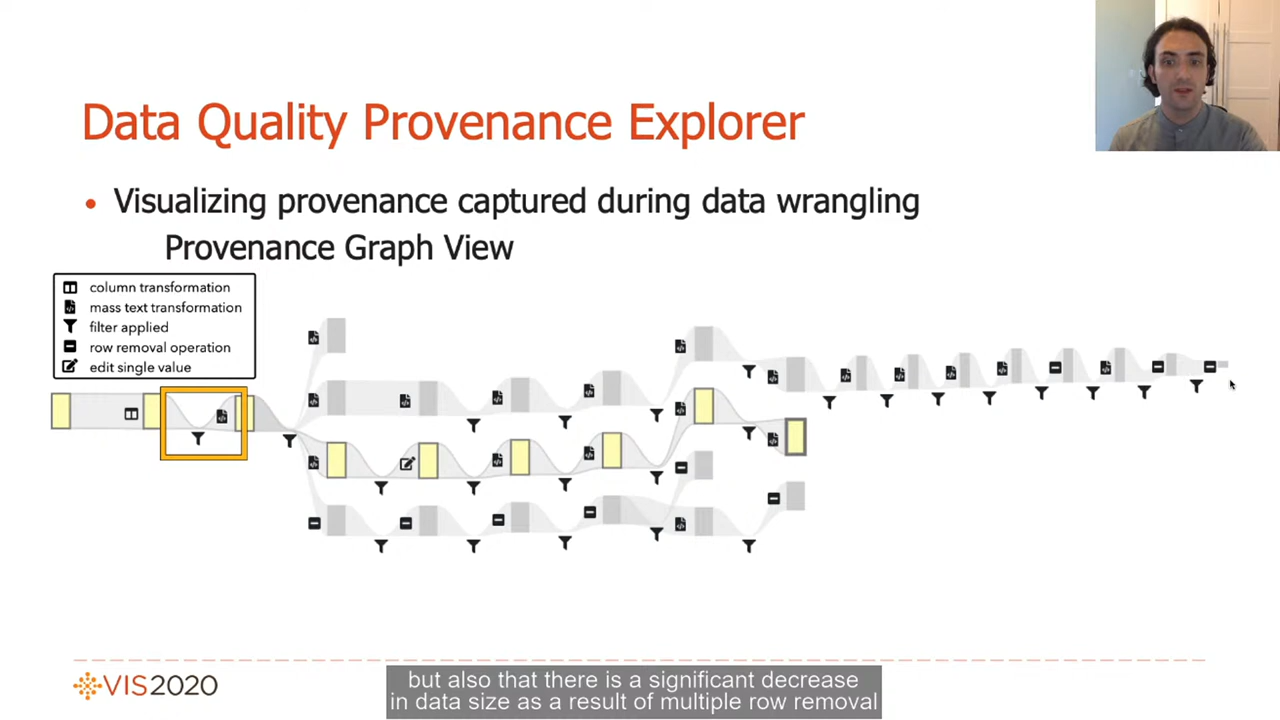 Data Quality Provenance Explorer
• Visualizing provenance captured during data wrangling
Provenance Graph View
column transformation
mass text transformation
filter applied
row removal operation
edit single value
VIS2020
but also that there is a significant decrease
in data size as a result of multiple row removal